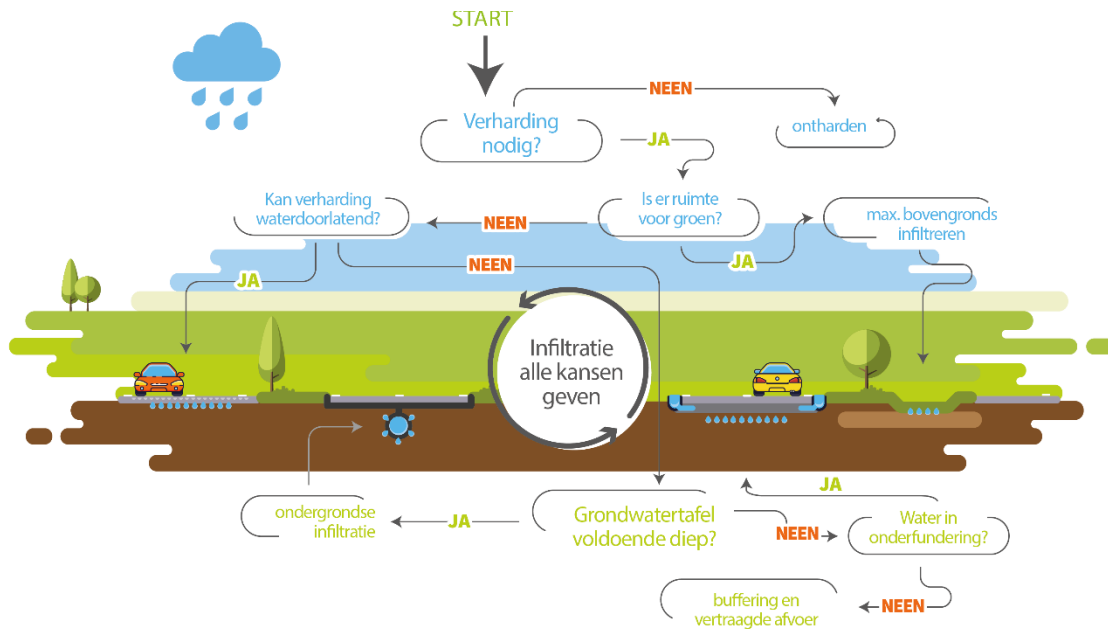 START
NEEN
Verharding
nodig?
ontharden
JA
Kan verharding
waterdoorlatend?
NEEN
Is er ruimte
voor groen?
max. bovengronds
infiltreren
JA
NEEN
JA
Infiltratie
alle kansen
geven
ondergrondse
infiltratie
JA
Grondwatertafel
voldoende diep?
NEEN
JA
Water in
onderfundering?
buffering en
vertraagde afvoer
NEEN